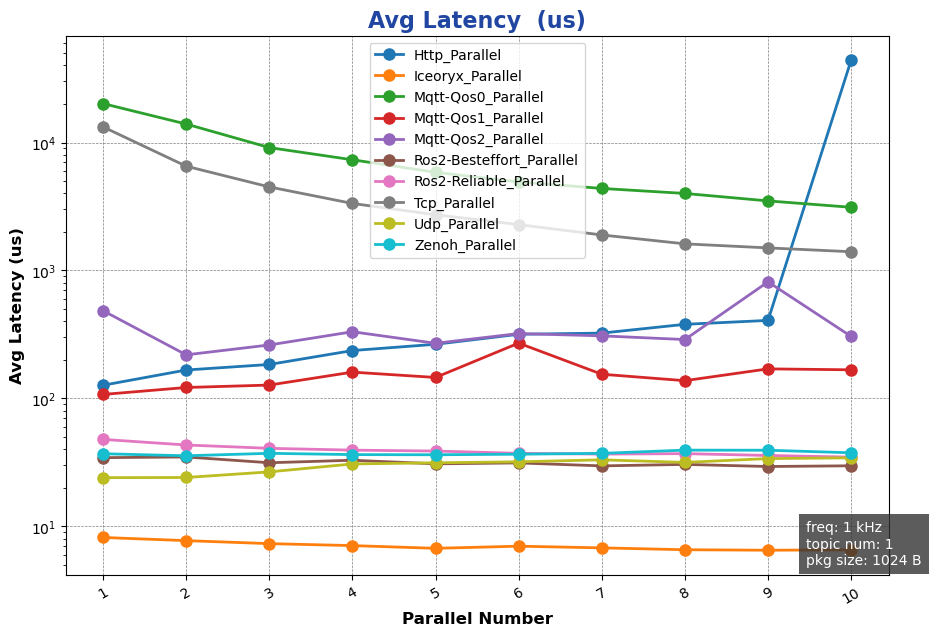 Avg Latency  (us)
Http_Parallel
Iceoryx_Parallel
Mqtt-Qos0_Parallel
Mqtt-Qos1_Parallel
Mqtt-Qos2_Parallel
Ros2-Besteffort_Parallel
Ros2-Reliable_Parallel
Tcp_Parallel
Udp_Parallel
Zenoh_Parallel
Avg Latency (us)
10⁴
10³
10²
10¹
freq: 1 kHz
topic num: 1
pkg size: 1024 B
1 2 3 4 5 6 7 8 9 10
Parallel Number